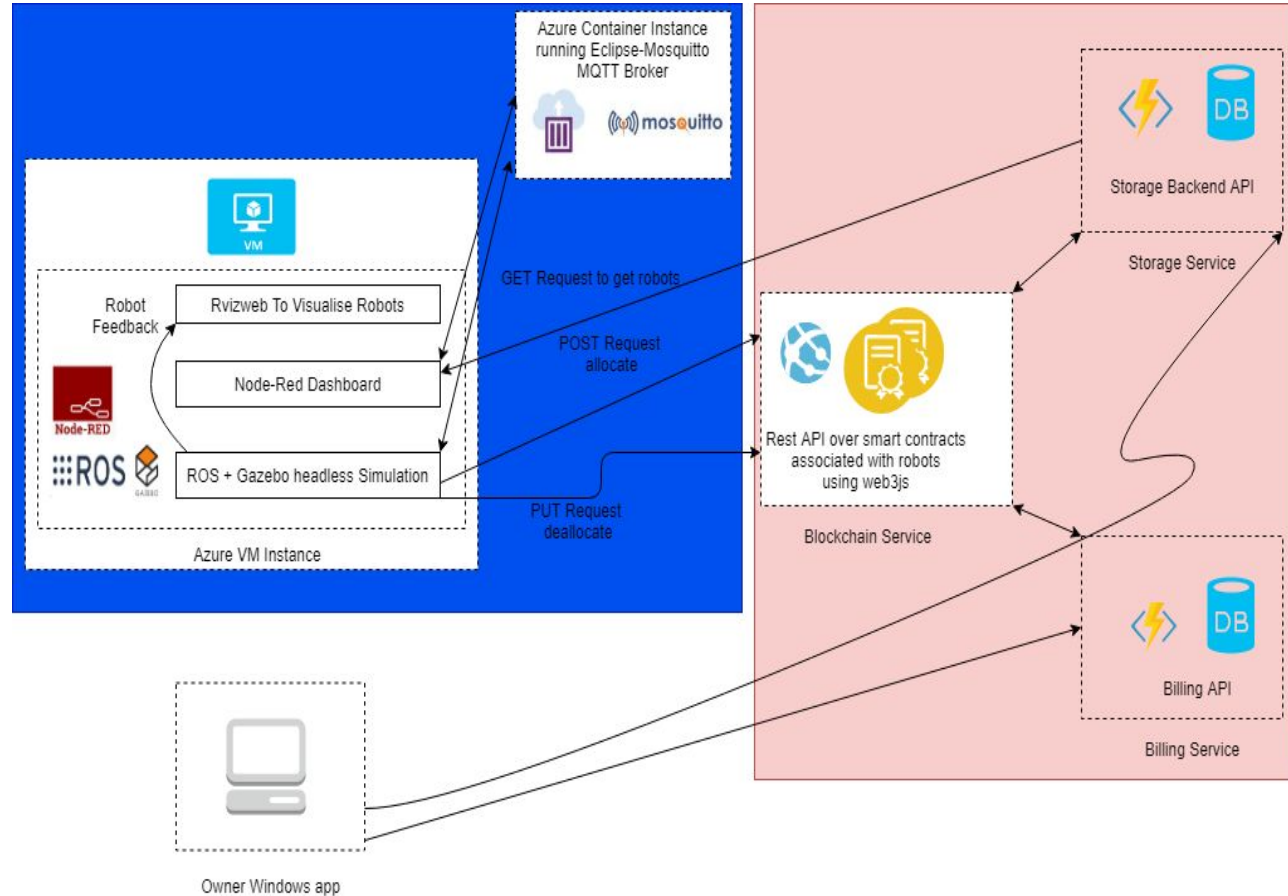 Azure Container Instance
running Eclipse-Mosquitto
MQTT Broker
mosquitto
VM
Robot
Feedback
Rvizweb To Visualise Robots
Node-Red Dashboard
Node-RED
ROS
GAZEBO
ROS + Gazebo headless Simulation
Azure VM Instance
GET Request to get robots
POST Request
allocate
PUT Request
deallocate
DB
Storage Backend API
Storage Service
Rest API over smart contracts
associated with robots
using web3js
Blockchain Service
DB
Billing API
Billing Service
Owner Windows app